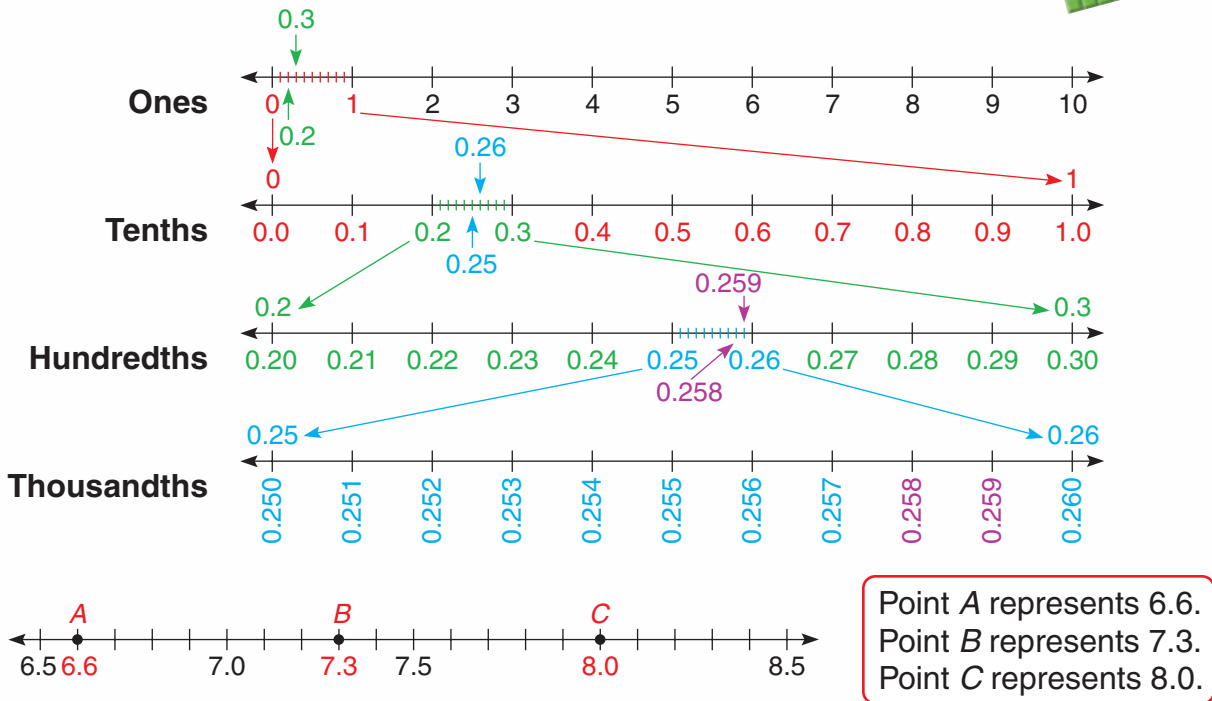 0.3
Ones
0 1 2 3 4 5 6 7 8 9 10
0.2
0.26
0 1
Tenths
0.0 0.1 0.2 0.3 0.4 0.5 0.6 0.7 0.8 0.9 1.0
0.25
0.259
0.2 0.3
Hundredths
0.20 0.21 0.22 0.23 0.24 0.25 0.26 0.27 0.28 0.29 0.30
0.258
0.25 0.26
Thousandths
0.250 0.251 0.252 0.253 0.254 0.255 0.256 0.257 0.258 0.259 0.260
A B C
6.5 6.6 7.0 7.3 7.5 8.0 8.5
Point A represents 6.6.
Point B represents 7.3.
Point C represents 8.0.